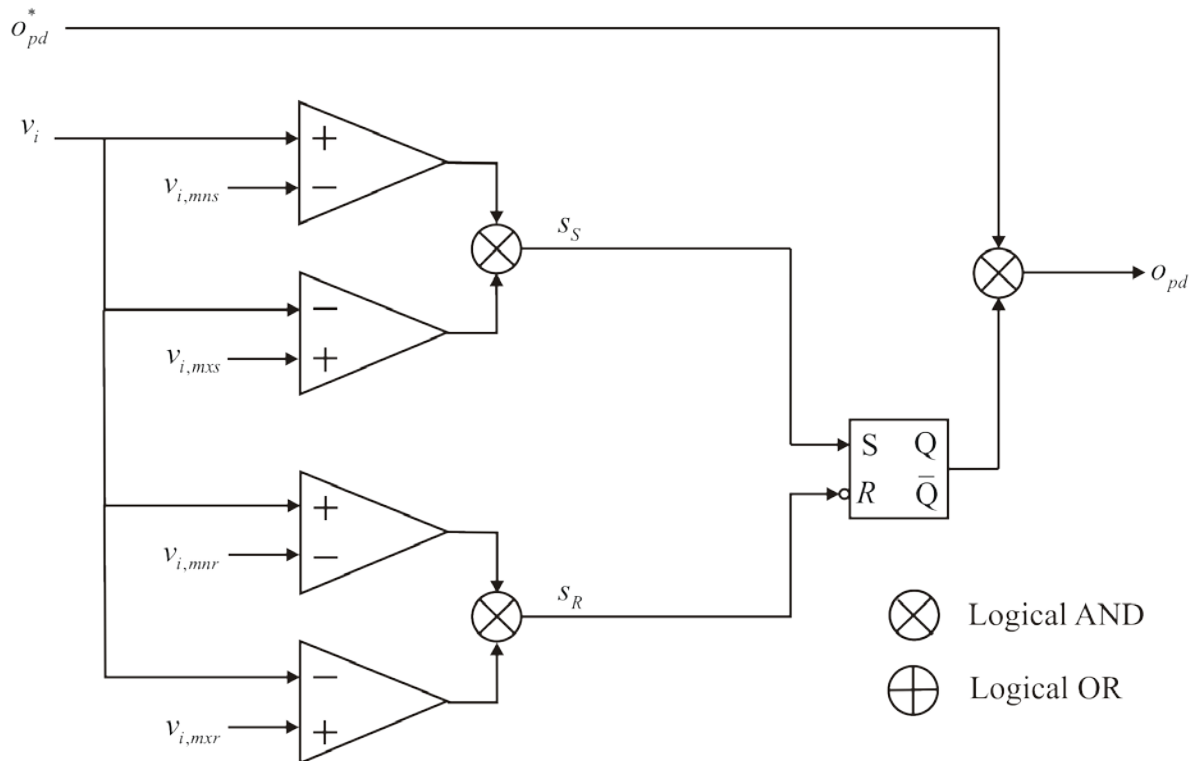 o*pd
vi
+
vi,mns −
sS
−
vi,mxs +
opd
S Q
R Q̄
+
vi,mnr −
sR
−
vi,mxr +
Logical AND
Logical OR